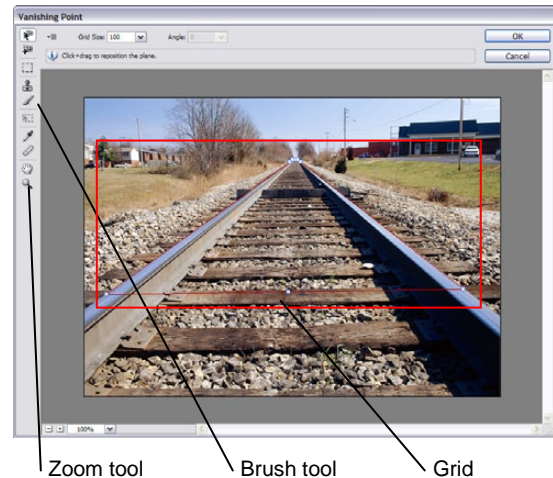 Vanishing Point
Grid Size: 100 Angle: 0 OK
Click+drag to reposition the plane. Cancel
100%
Zoom tool Brush tool Grid